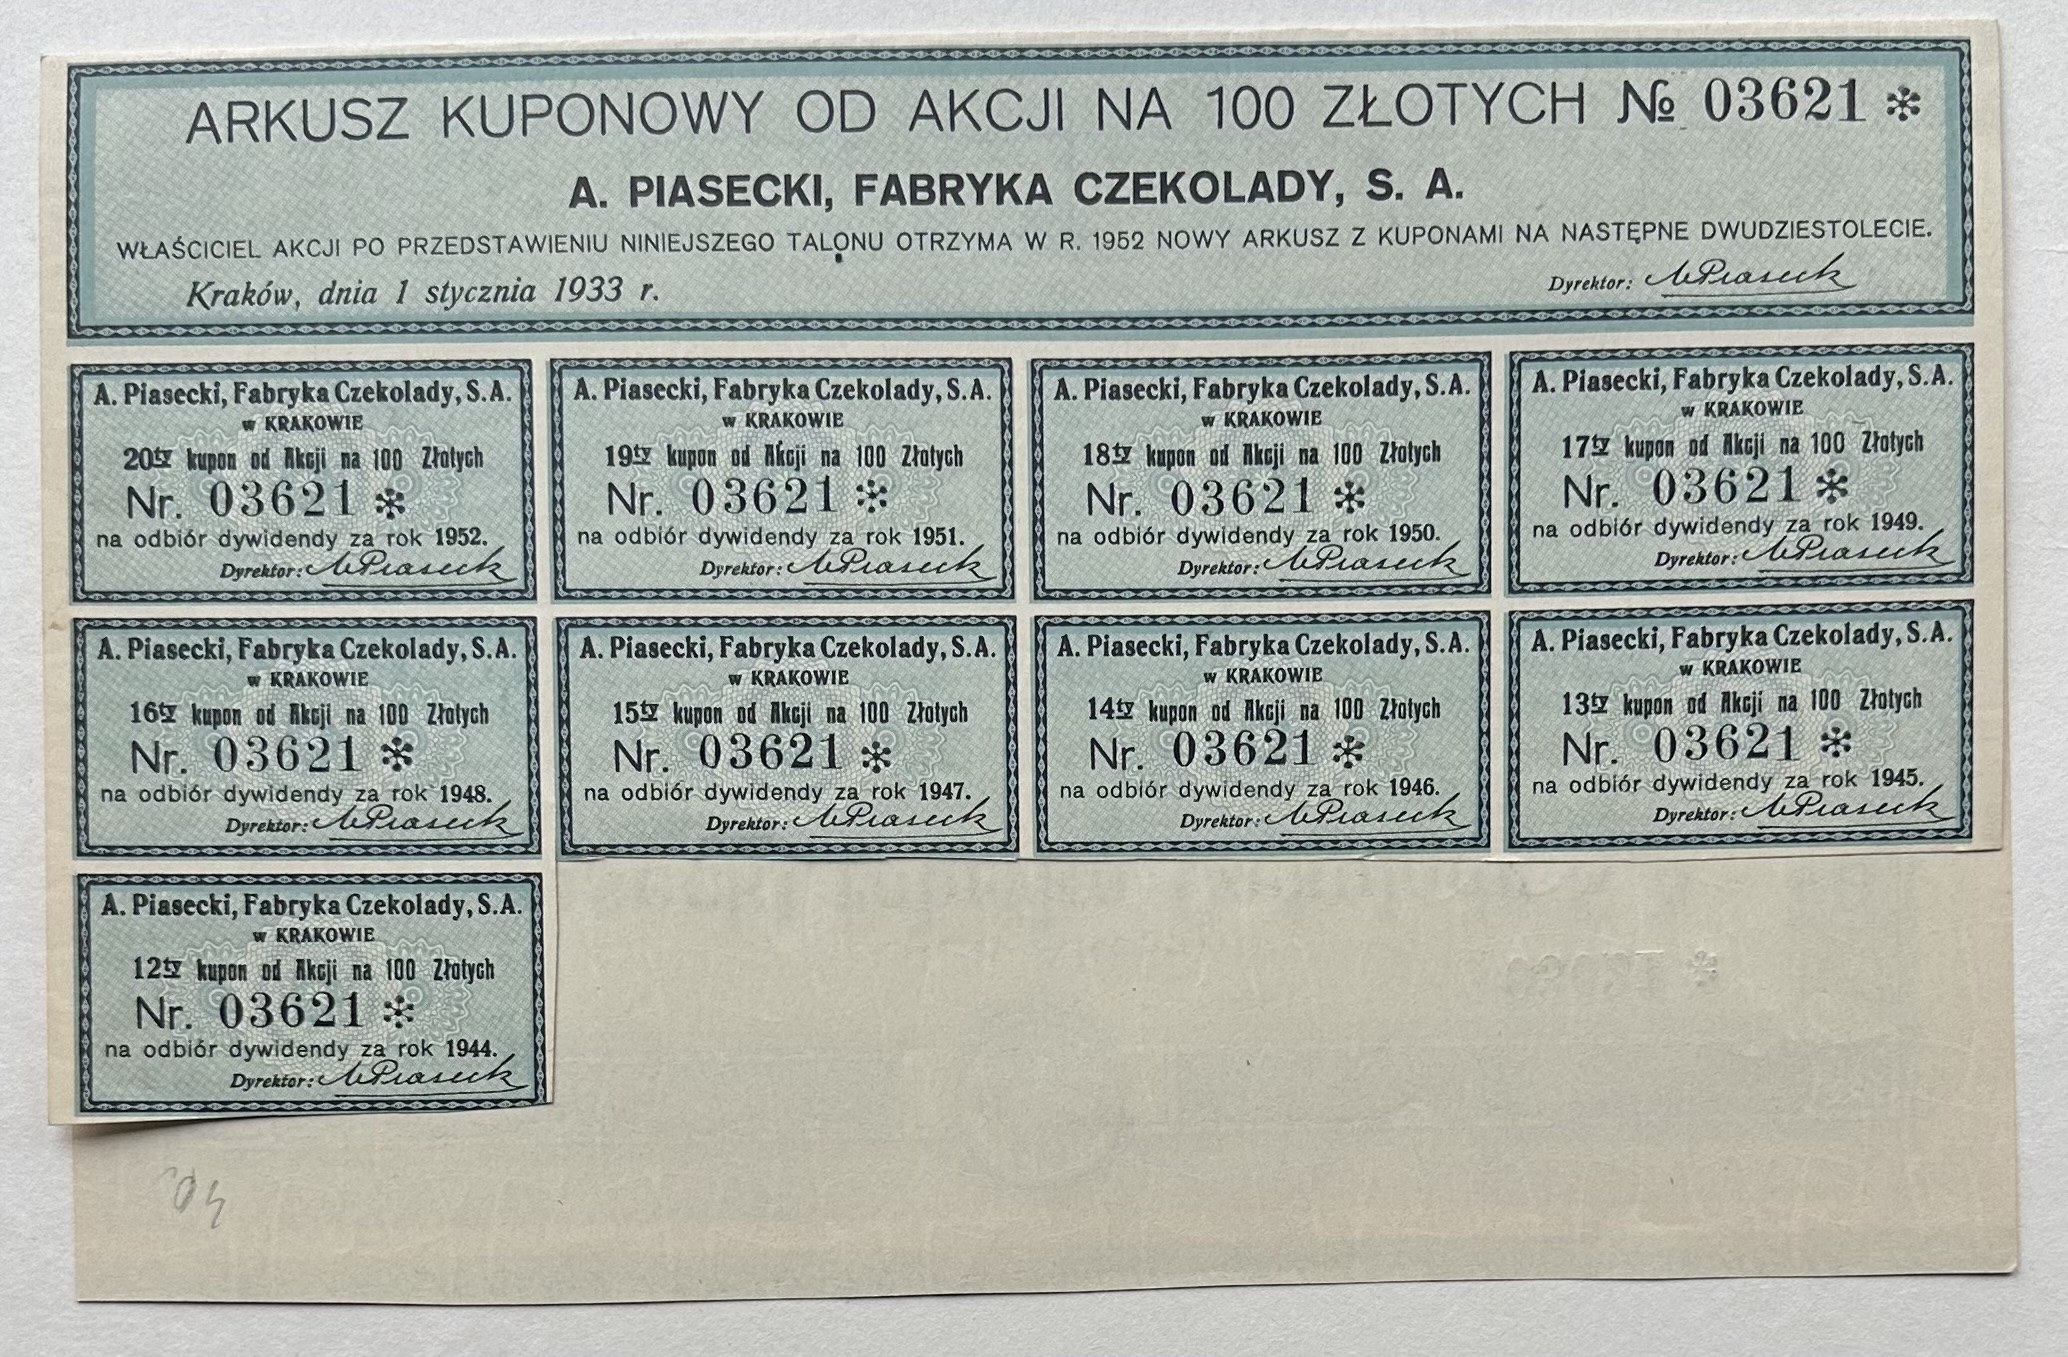 ARKUSZ KUPONOWY OD AKCJI NA 100 ZŁOTYCH № 03621 *
A. PIASECKI, FABRYKA CZEKOLADY, S. A.
WŁAŚCICIEL AKCJI PO PRZEDSTAWIENIU NINIEJSZEGO TALONU OTRZYMA W R. 1952 NOWY ARKUSZ Z KUPONAMI NA NASTĘPNE DWUDZIESTOLECIE.
Kraków, dnia 1 stycznia 1933 r.
Dyrektor: A Piasecki
A. Piasecki, Fabryka Czekolady, S.A.
w KRAKOWIE
20ty kupon od Akcji na 100 Złotych
Nr. 03621 *
na odbiór dywidendy za rok 1952.
Dyrektor: A Piasecki
A. Piasecki, Fabryka Czekolady, S.A.
w KRAKOWIE
19ty kupon od Akcji na 100 Złotych
Nr. 03621 *
na odbiór dywidendy za rok 1951.
Dyrektor: A Piasecki
A. Piasecki, Fabryka Czekolady, S.A.
w KRAKOWIE
18ty kupon od Akcji na 100 Złotych
Nr. 03621 *
na odbiór dywidendy za rok 1950.
Dyrektor: A Piasecki
A. Piasecki, Fabryka Czekolady, S.A.
w KRAKOWIE
17ty kupon od Akcji na 100 Złotych
Nr. 03621 *
na odbiór dywidendy za rok 1949.
Dyrektor: A Piasecki
A. Piasecki, Fabryka Czekolady, S.A.
w KRAKOWIE
16ty kupon od Akcji na 100 Złotych
Nr. 03621 *
na odbiór dywidendy za rok 1948.
Dyrektor: A Piasecki
A. Piasecki, Fabryka Czekolady, S.A.
w KRAKOWIE
15ty kupon od Akcji na 100 Złotych
Nr. 03621 *
na odbiór dywidendy za rok 1947.
Dyrektor: A Piasecki
A. Piasecki, Fabryka Czekolady, S.A.
w KRAKOWIE
14ty kupon od Akcji na 100 Złotych
Nr. 03621 *
na odbiór dywidendy za rok 1946.
Dyrektor: A Piasecki
A. Piasecki, Fabryka Czekolady, S.A.
w KRAKOWIE
13ty kupon od Akcji na 100 Złotych
Nr. 03621 *
na odbiór dywidendy za rok 1945.
Dyrektor: A Piasecki
A. Piasecki, Fabryka Czekolady, S.A.
w KRAKOWIE
12ty kupon od Akcji na 100 Złotych
Nr. 03621 *
na odbiór dywidendy za rok 1944.
Dyrektor: A Piasecki